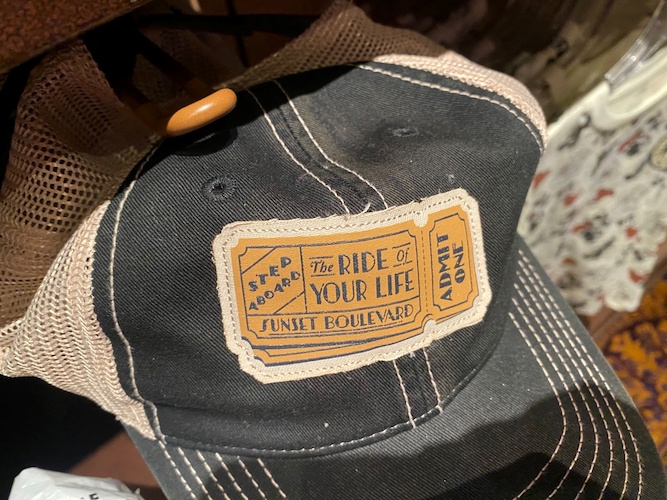 STEP
ABOARD
The RIDE Of
YOUR LIFE
SUNSET BOULEVARD
ADMIT
ONE